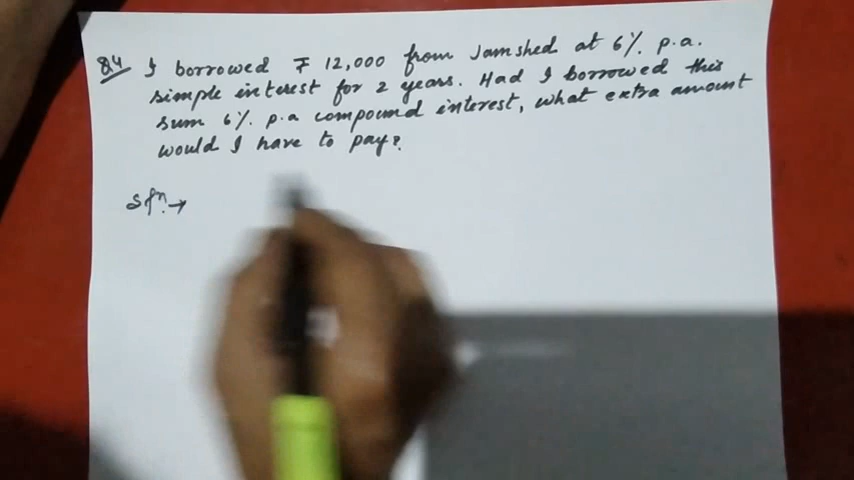 Q4 I borrowed ₹ 12,000 from Jamshed at 6% p.a.
simple interest for 2 years. Had I borrowed this
sum 6% p.a compound interest, what extra amount
would I have to pay?
Sol^n. →